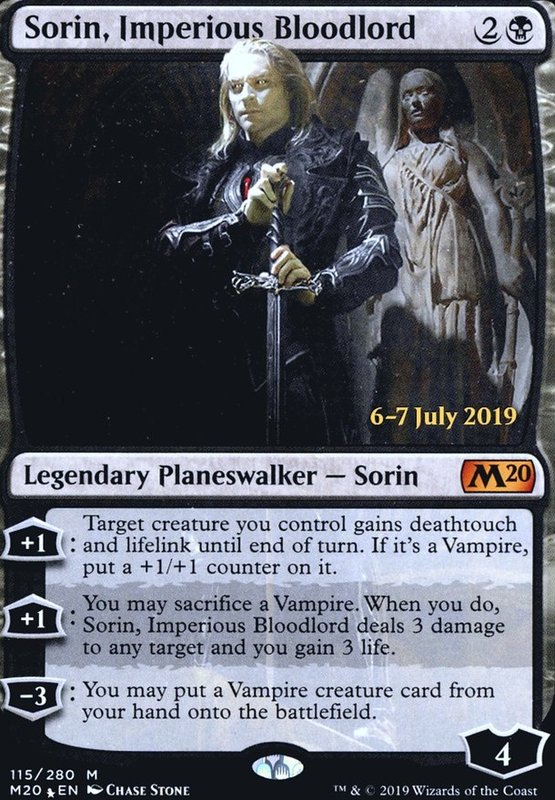 Sorin, Imperious Bloodlord 2
6–7 July 2019
Legendary Planeswalker — Sorin M20
+1: Target creature you control gains deathtouch
and lifelink until end of turn. If it's a Vampire,
put a +1/+1 counter on it.
+1: You may sacrifice a Vampire. When you do,
Sorin, Imperious Bloodlord deals 3 damage
to any target and you gain 3 life.
−3: You may put a Vampire creature card from
your hand onto the battlefield.
4
115/280 M
M20 ★ EN Chase Stone
™ & © 2019 Wizards of the Coast